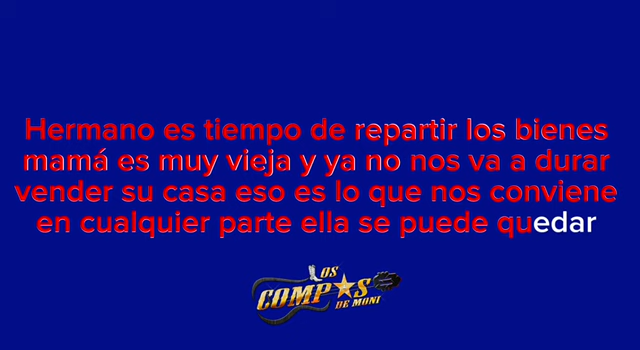 Hermano es tiempo de repartir los bienes
mamá es muy vieja y ya no nos va a durar
vender su casa eso es lo que nos conviene
en cualquier parte ella se puede quedar
LOS
COMPAS
DE MONI